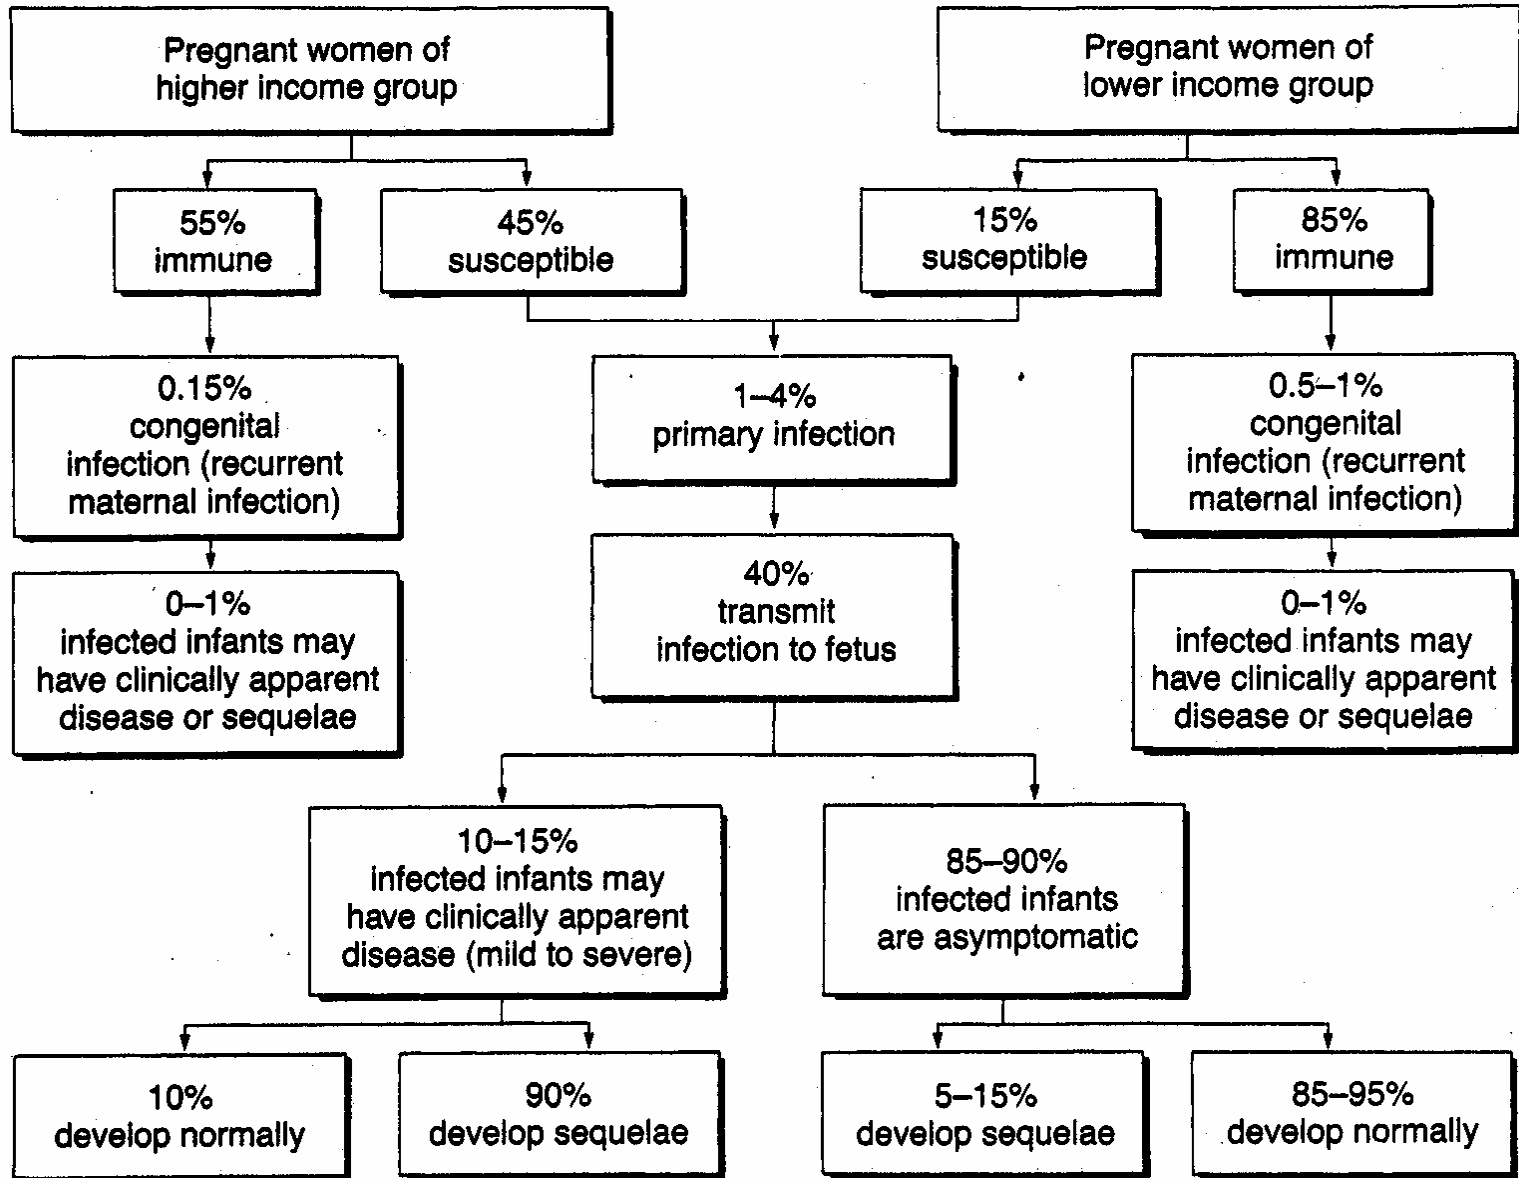 Pregnant women of
higher income group
Pregnant women of
lower income group
55%
immune
45%
susceptible
15%
susceptible
85%
immune
0.15%
congenital
infection (recurrent
maternal infection)
1–4%
primary infection
0.5–1%
congenital
infection (recurrent
maternal infection)
0–1%
infected infants may
have clinically apparent
disease or sequelae
40%
transmit
infection to fetus
0–1%
infected infants may
have clinically apparent
disease or sequelae
10–15%
infected infants may
have clinically apparent
disease (mild to severe)
85–90%
infected infants
are asymptomatic
10%
develop normally
90%
develop sequelae
5–15%
develop sequelae
85–95%
develop normally